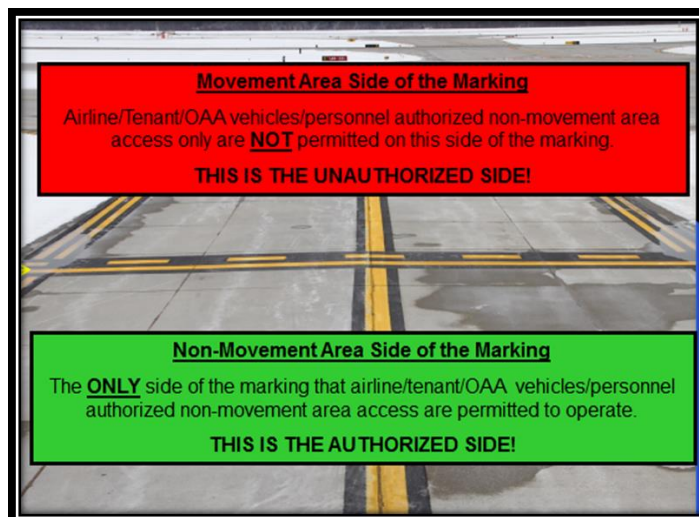 Movement Area Side of the Marking
Airline/Tenant/OAA vehicles/personnel authorized non-movement area
access only are NOT permitted on this side of the marking.
THIS IS THE UNAUTHORIZED SIDE!
Non-Movement Area Side of the Marking
The ONLY side of the marking that airline/tenant/OAA vehicles/personnel
authorized non-movement area access are permitted to operate.
THIS IS THE AUTHORIZED SIDE!